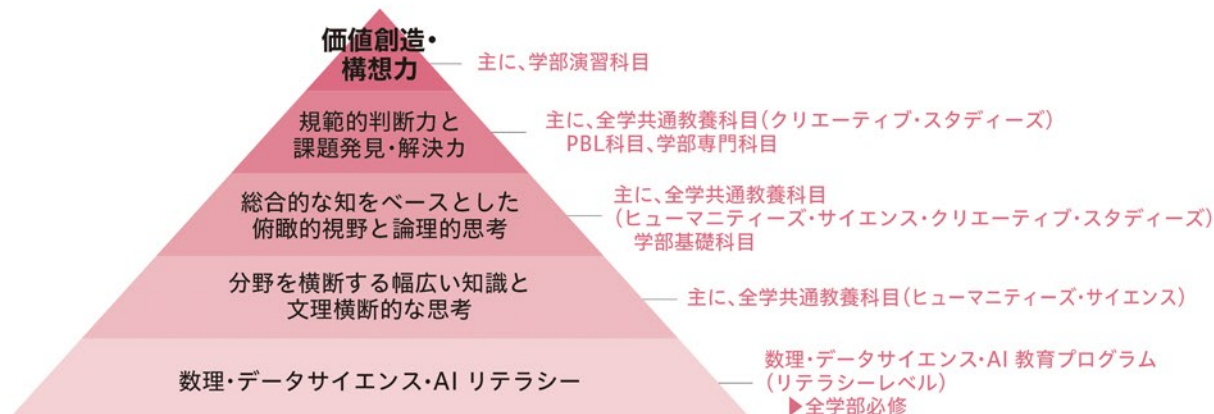 価値創造・
構想力
主に、学部演習科目
規範的判断力と
課題発見・解決力
主に、全学共通教養科目(クリエーティブ・スタディーズ)
PBL科目、学部専門科目
総合的な知をベースとした
俯瞰的視野と論理的思考
主に、全学共通教養科目
(ヒューマニティーズ・サイエンス・クリエーティブ・スタディーズ)
学部基礎科目
分野を横断する幅広い知識と
文理横断的な思考
主に、全学共通教養科目(ヒューマニティーズ・サイエンス)
数理・データサイエンス・AI リテラシー
数理・データサイエンス・AI 教育プログラム
(リテラシーレベル)
▶全学部必修